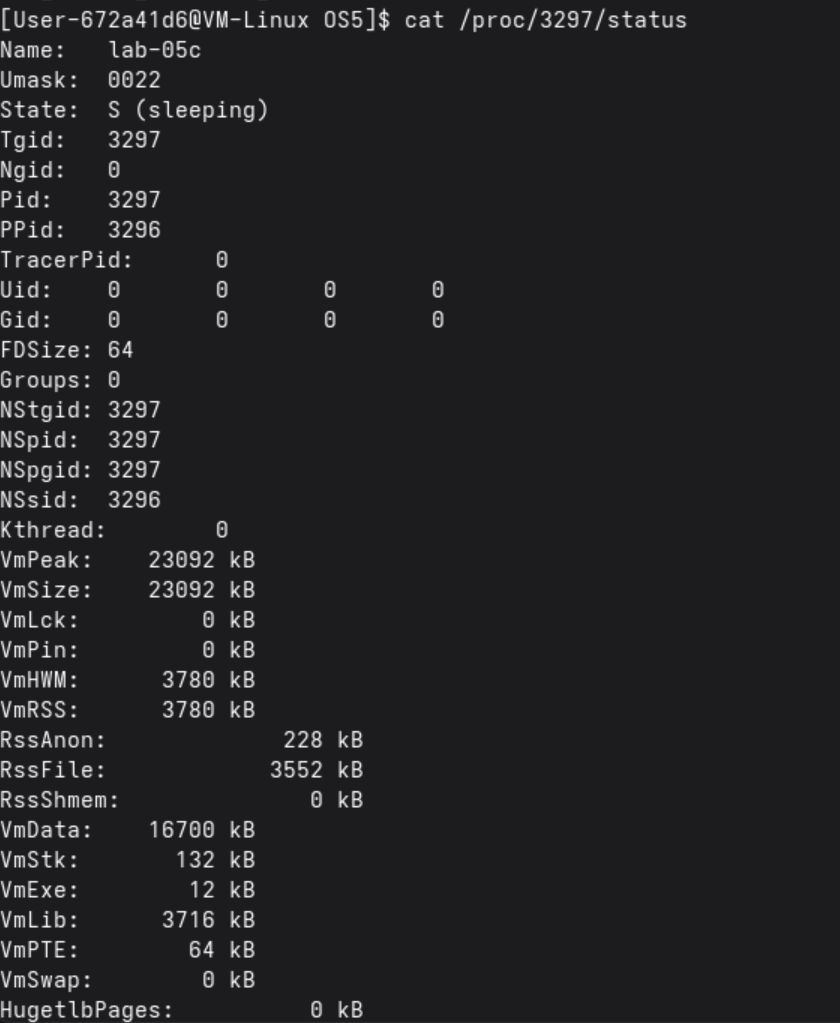 [User-672a41d6@VM-Linux OS5]$ cat /proc/3297/status
Name:   lab-05c
Umask:  0022
State:  S (sleeping)
Tgid:   3297
Ngid:   0
Pid:    3297
PPid:   3296
TracerPid:      0
Uid:    0       0       0       0
Gid:    0       0       0       0
FDSize: 64
Groups: 0
NStgid: 3297
NSpid:  3297
NSpgid: 3297
NSsid:  3296
Kthread:        0
VmPeak:    23092 kB
VmSize:    23092 kB
VmLck:         0 kB
VmPin:         0 kB
VmHWM:      3780 kB
VmRSS:      3780 kB
RssAnon:             228 kB
RssFile:            3552 kB
RssShmem:              0 kB
VmData:    16700 kB
VmStk:       132 kB
VmExe:        12 kB
VmLib:      3716 kB
VmPTE:        64 kB
VmSwap:        0 kB
HugetlbPages:          0 kB